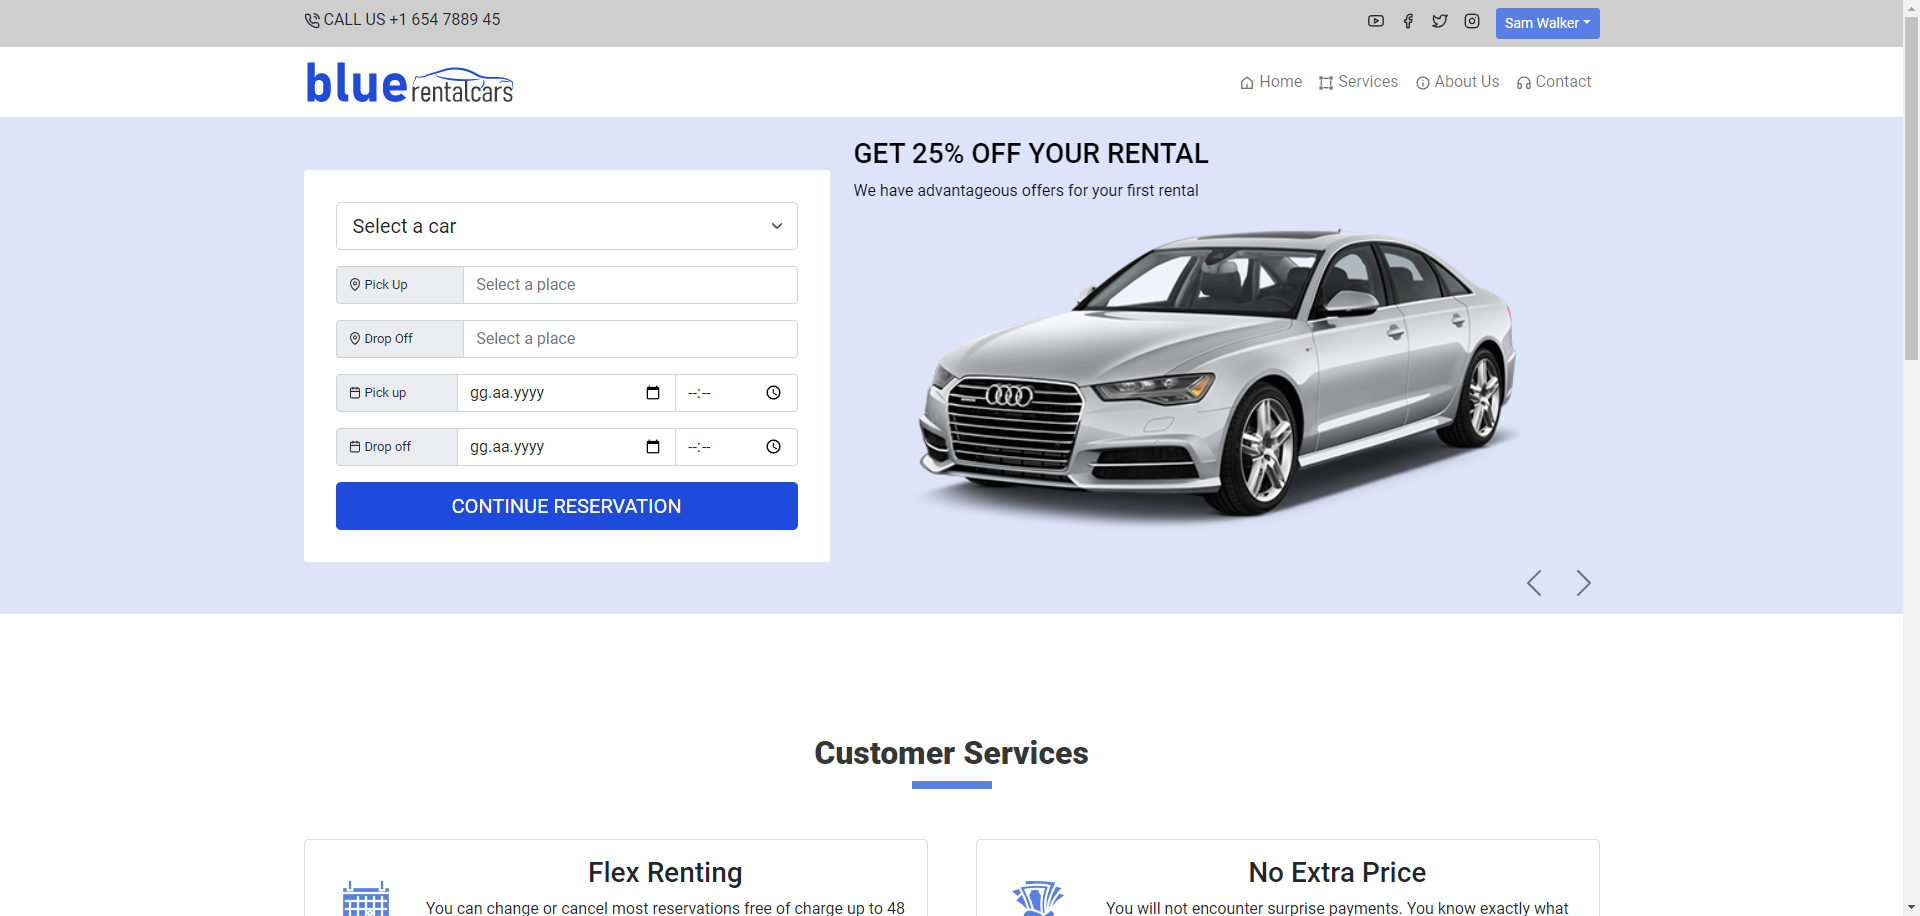 CALL US +1 654 7889 45
Sam Walker
blue rentalcars
Home Services About Us Contact
GET 25% OFF YOUR RENTAL
We have advantageous offers for your first rental
Select a car
Pick Up Select a place
Drop Off Select a place
Pick up gg.aa.yyyy --:--
Drop off gg.aa.yyyy --:--
CONTINUE RESERVATION
Customer Services
Flex Renting
You can change or cancel most reservations free of charge up to 48
No Extra Price
You will not encounter surprise payments. You know exactly what